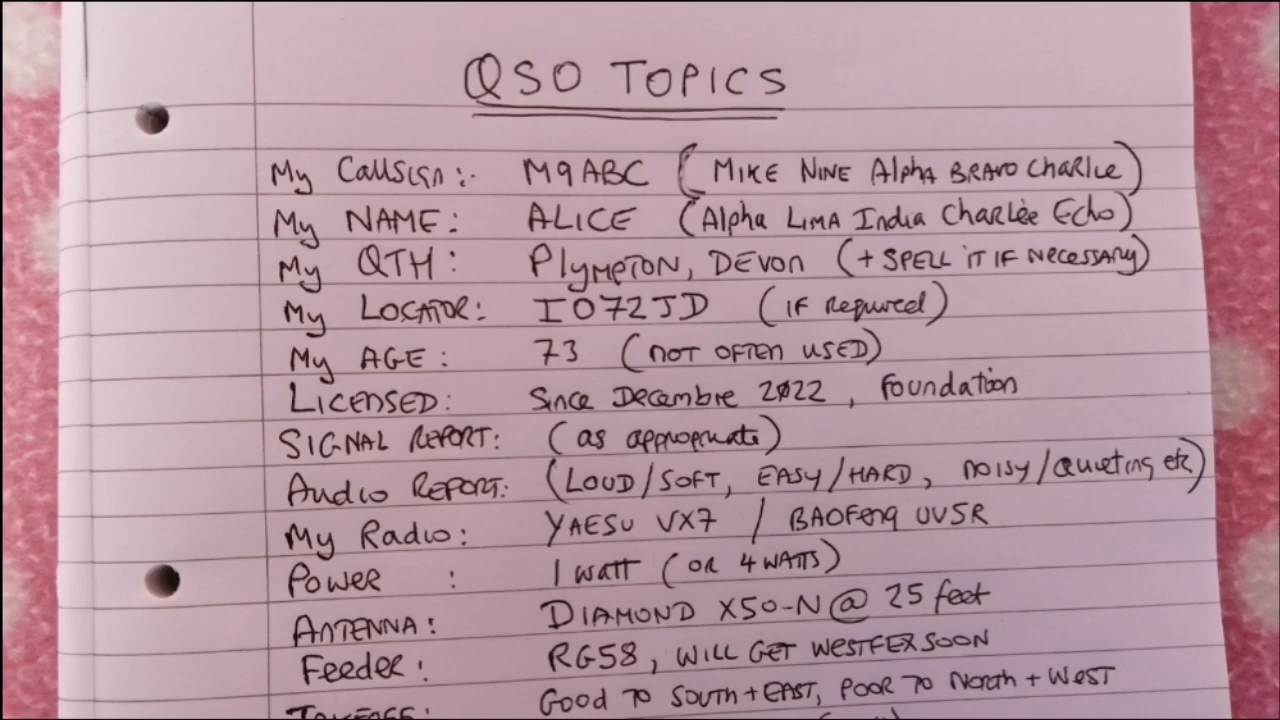 QSO TOPICS
My Callsign: M9ABC (MIKE NINE Alpha BRAVO Charlie)
My NAME: ALICE (Alpha LIMA India Charlie Echo)
My QTH: Plympton, DEVON (+ SPELL iT IF NECESSARY)
My LOCATOR: IO72JD (IF Required)
My AGE: 73 (NOT OFTEN USED)
LICENSED: Since Decembre 2022, Foundation
SIGNAL REPORT: (as appropriate)
Audio REPORT: (LOUD/SOFT, EASY/HARD, NOISY/Quieting etc)
My Radio: YAESU VX7 / BAOFENG UV5R
Power : 1 watt (OR 4 WATTS)
ANTENNA: DIAMOND X50-N @ 25 feet
Feeder: RG58, WILL GET WESTFLEX SOON
GOOD TO SOUTH + EAST, POOR TO North + WEST